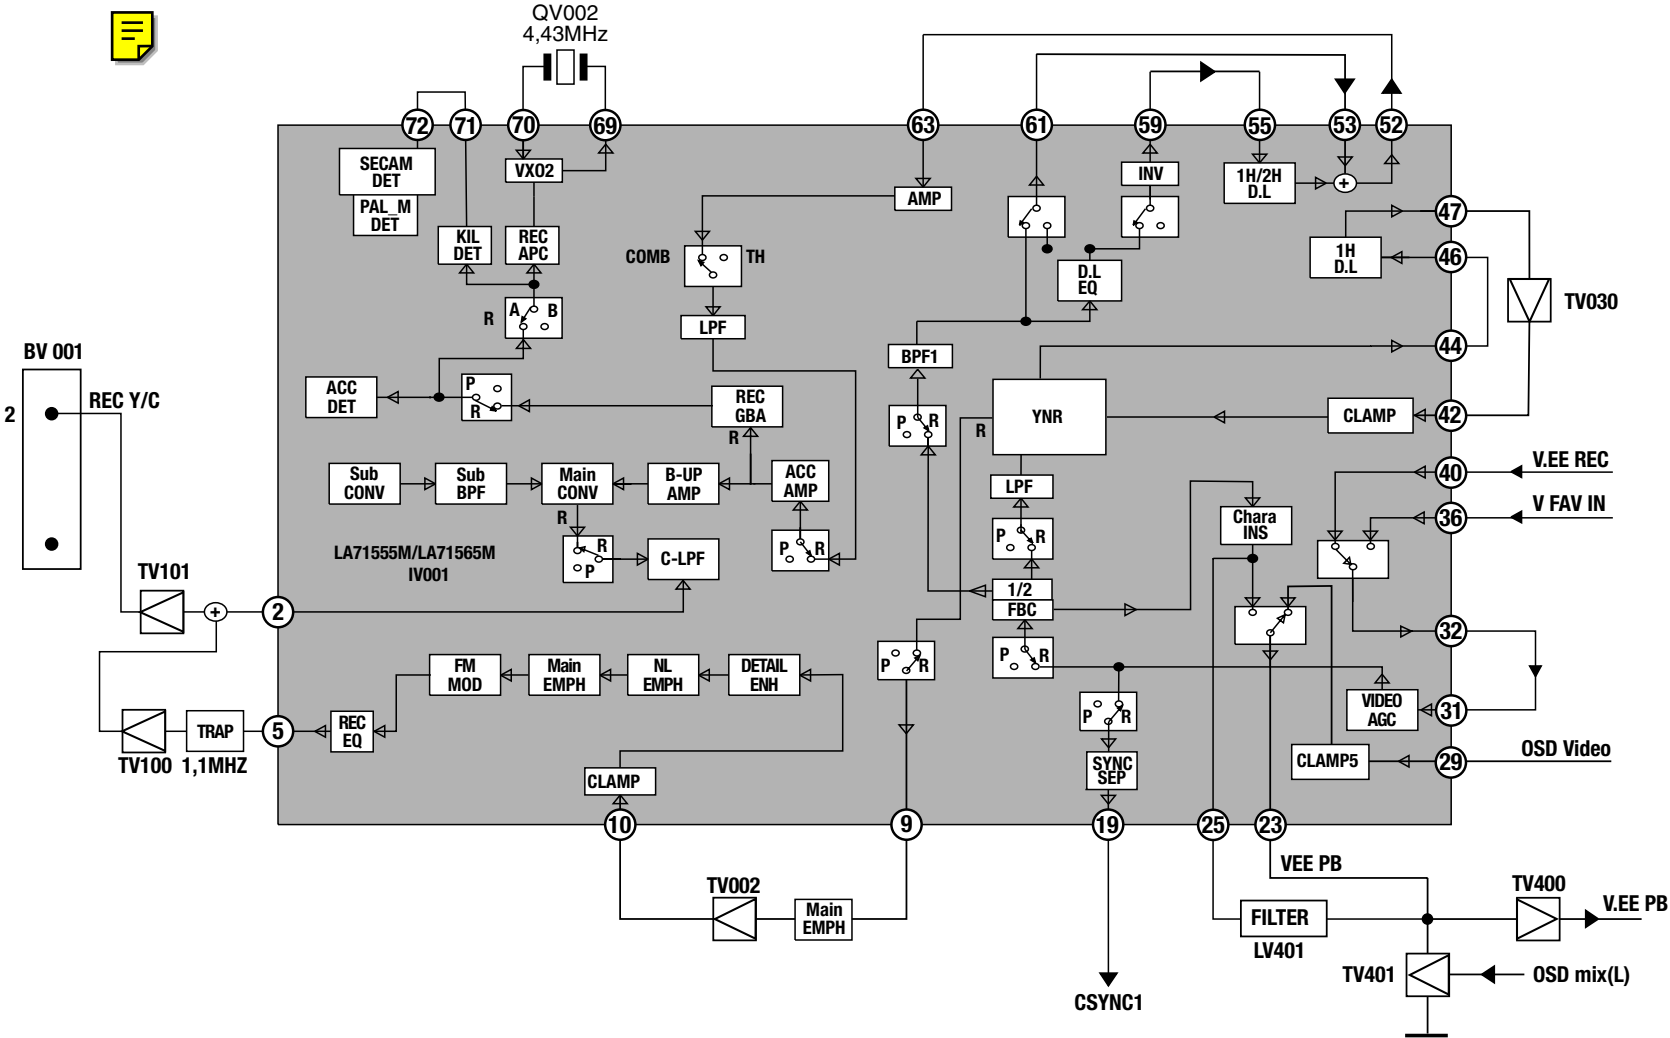 QV002
4,43MHz
72
71
70
69
63
61
59
55
53
52
SECAM
DET
PAL_M
DET
VXO2
KIL
DET
REC
APC
AMP
INV
1H/2H
D.L
+
47
COMB
TH
1H
D.L
46
D.L
EQ
R
A
B
LPF
TV030
BPF1
44
BV 001
2
REC Y/C
ACC
DET
P
R
REC
GBA
R
P
R
R
YNR
CLAMP
42
Sub
CONV
Sub
BPF
Main
CONV
B-UP
AMP
ACC
AMP
LPF
40
V.EE REC
R
Chara
INS
36
V FAV IN
LA71555M/LA71565M
IV001
R
P
C-LPF
P
R
P
R
TV101
+
2
1/2
FBC
32
FM
MOD
Main
EMPH
NL
EMPH
DETAIL
ENH
P
R
P
R
VIDEO
AGC
31
TV100
TRAP
1,1MHZ
5
REC
EQ
P
R
CLAMP
SYNC
SEP
CLAMP5
29
OSD Video
10
9
19
25
23
VEE PB
TV002
Main
EMPH
FILTER
LV401
TV400
V.EE PB
TV401
OSD mix(L)
CSYNC1